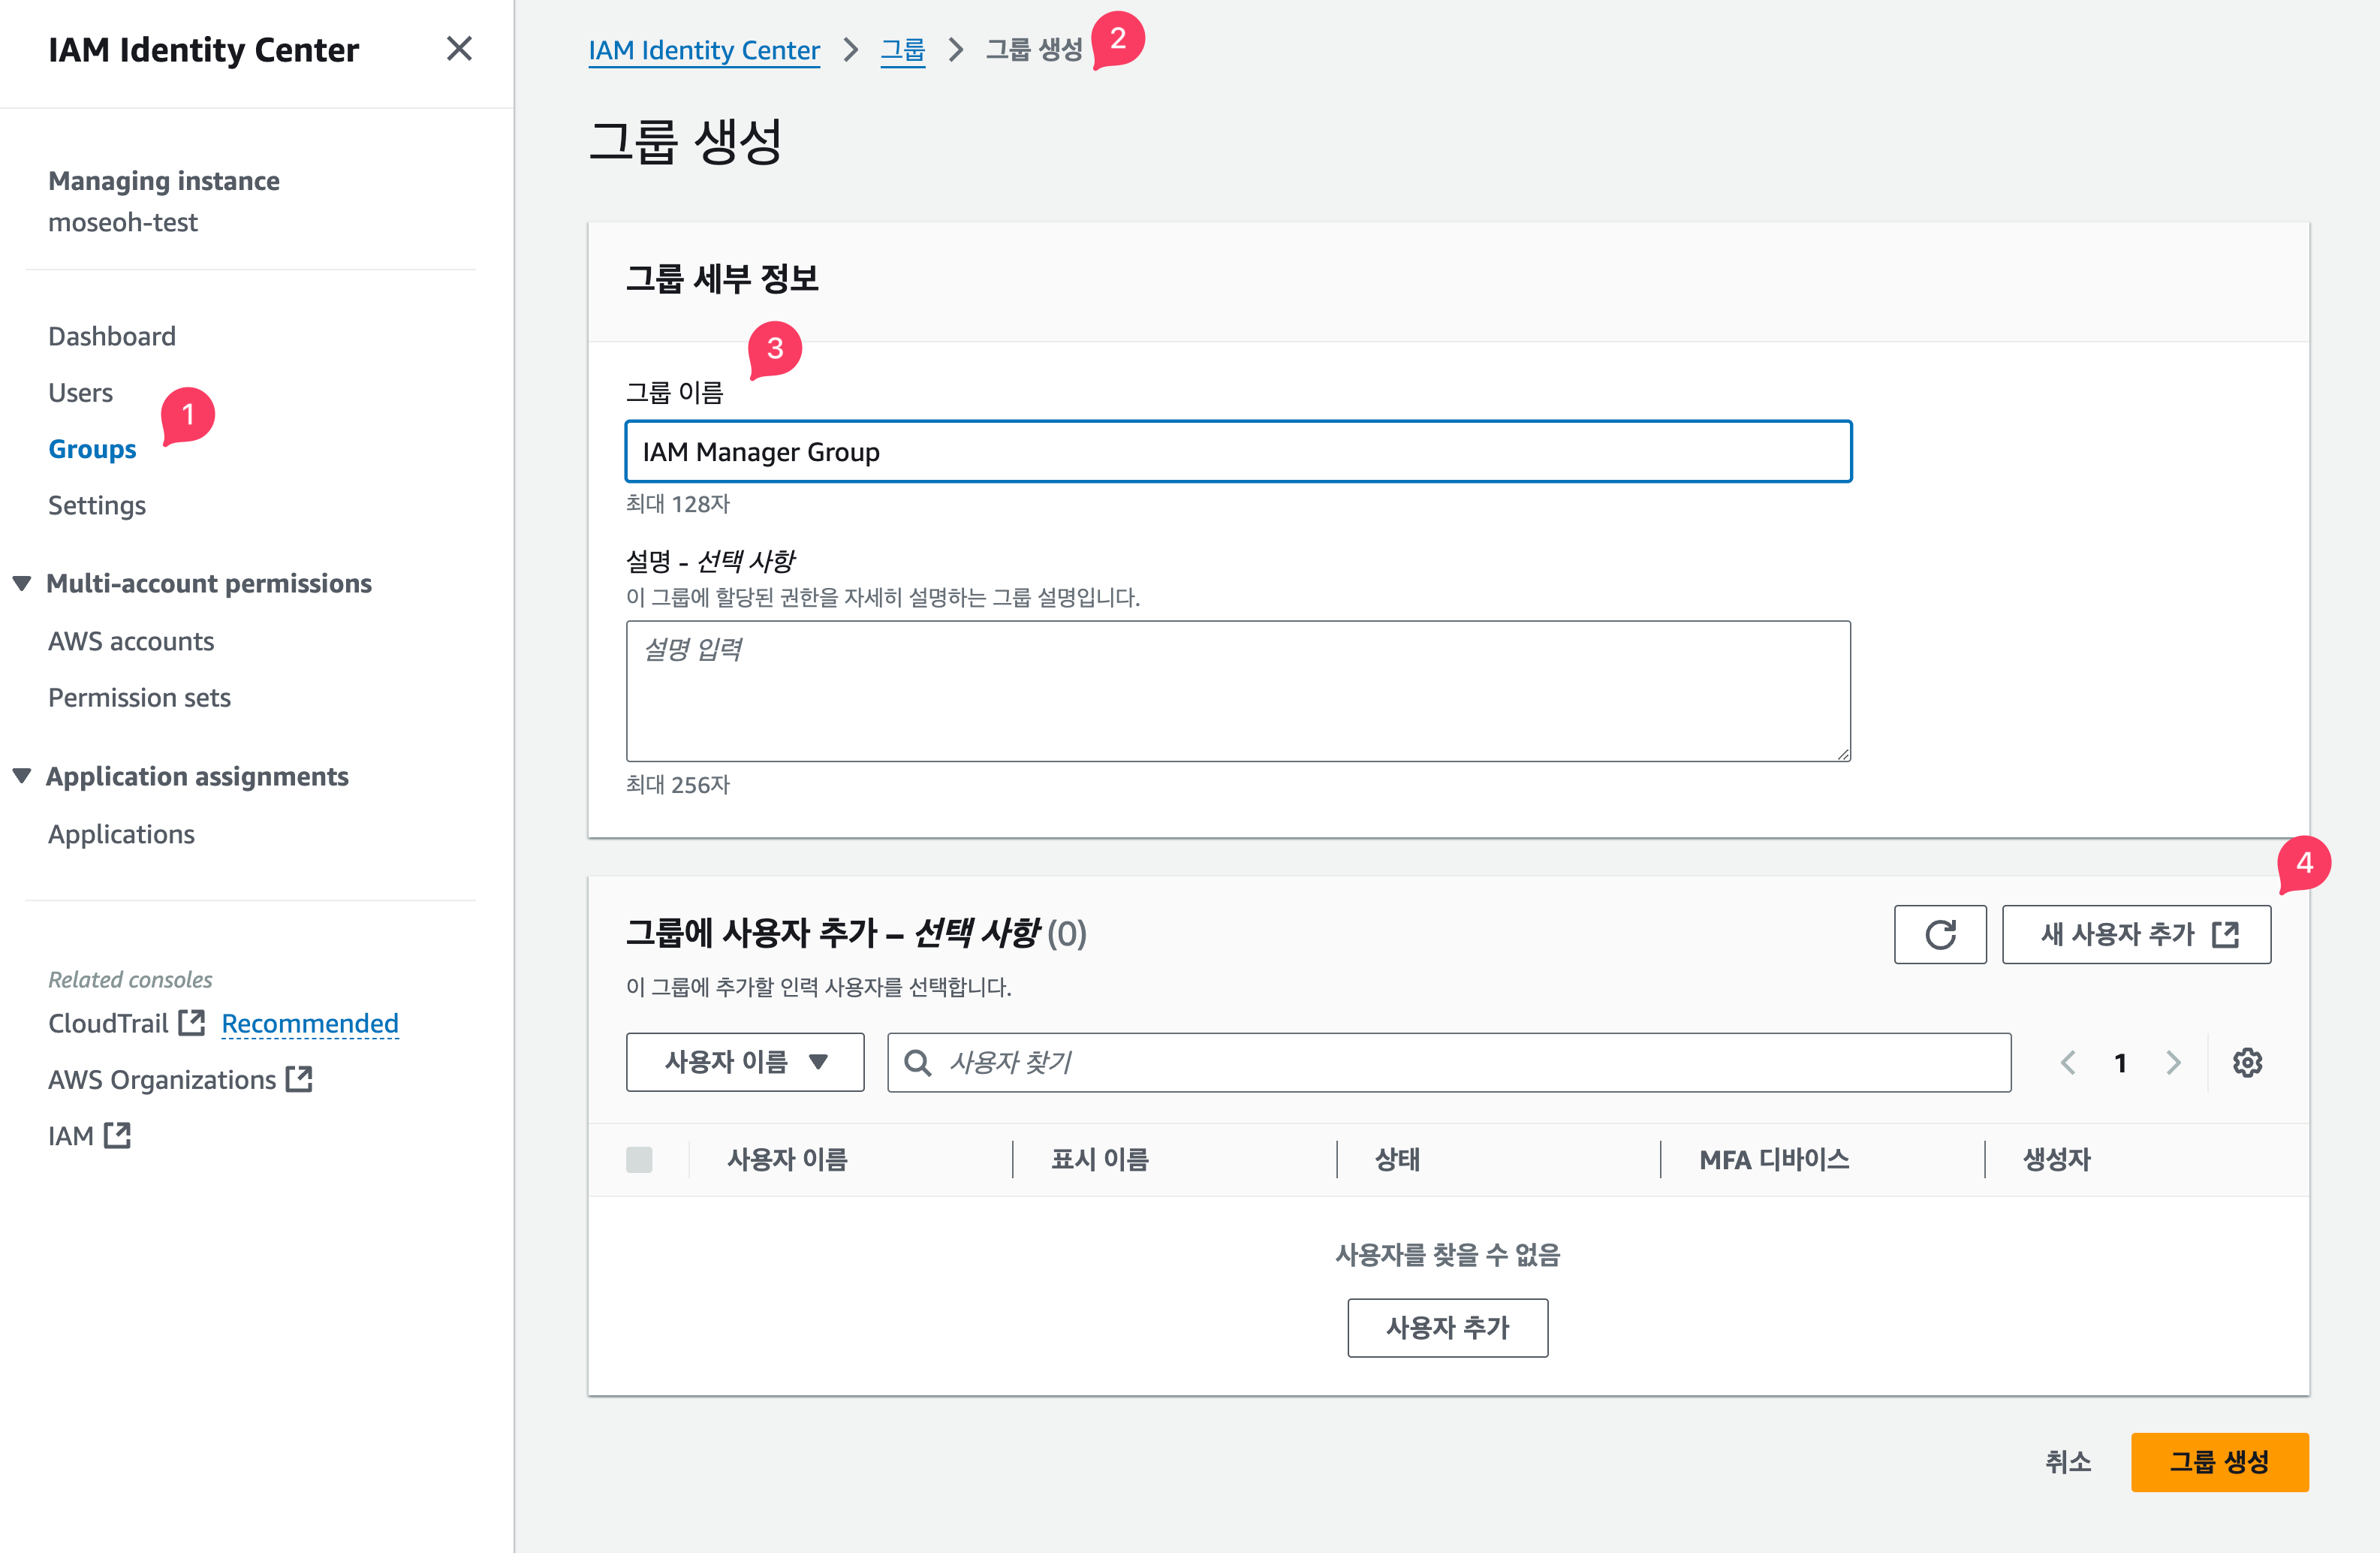 IAM Identity Center
Managing instance
moseoh-test
Dashboard
Users
1
Groups
Settings
Multi-account permissions
AWS accounts
Permission sets
Application assignments
Applications
Related consoles
CloudTrail Recommended
AWS Organizations
IAM
IAM Identity Center 그룹 그룹 생성 2
그룹 생성
그룹 세부 정보
3
그룹 이름
IAM Manager Group
최대 128자
설명 - 선택 사항
이 그룹에 할당된 권한을 자세히 설명하는 그룹 설명입니다.
설명 입력
최대 256자
4
그룹에 사용자 추가 – 선택 사항 (0) 새 사용자 추가
이 그룹에 추가할 인력 사용자를 선택합니다.
사용자 이름 사용자 찾기 1
사용자 이름 표시 이름 상태 MFA 디바이스 생성자
사용자를 찾을 수 없음
사용자 추가
취소 그룹 생성